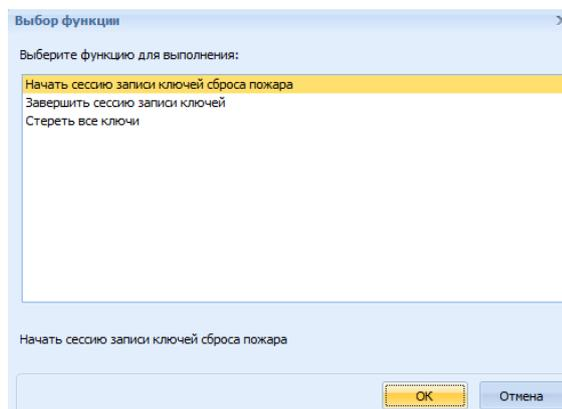 Выбор функции
Выберите функцию для выполнения:
Начать сессию записи ключей сброса пожара
Завершить сессию записи ключей
Стереть все ключи
Начать сессию записи ключей сброса пожара
OK Отмена